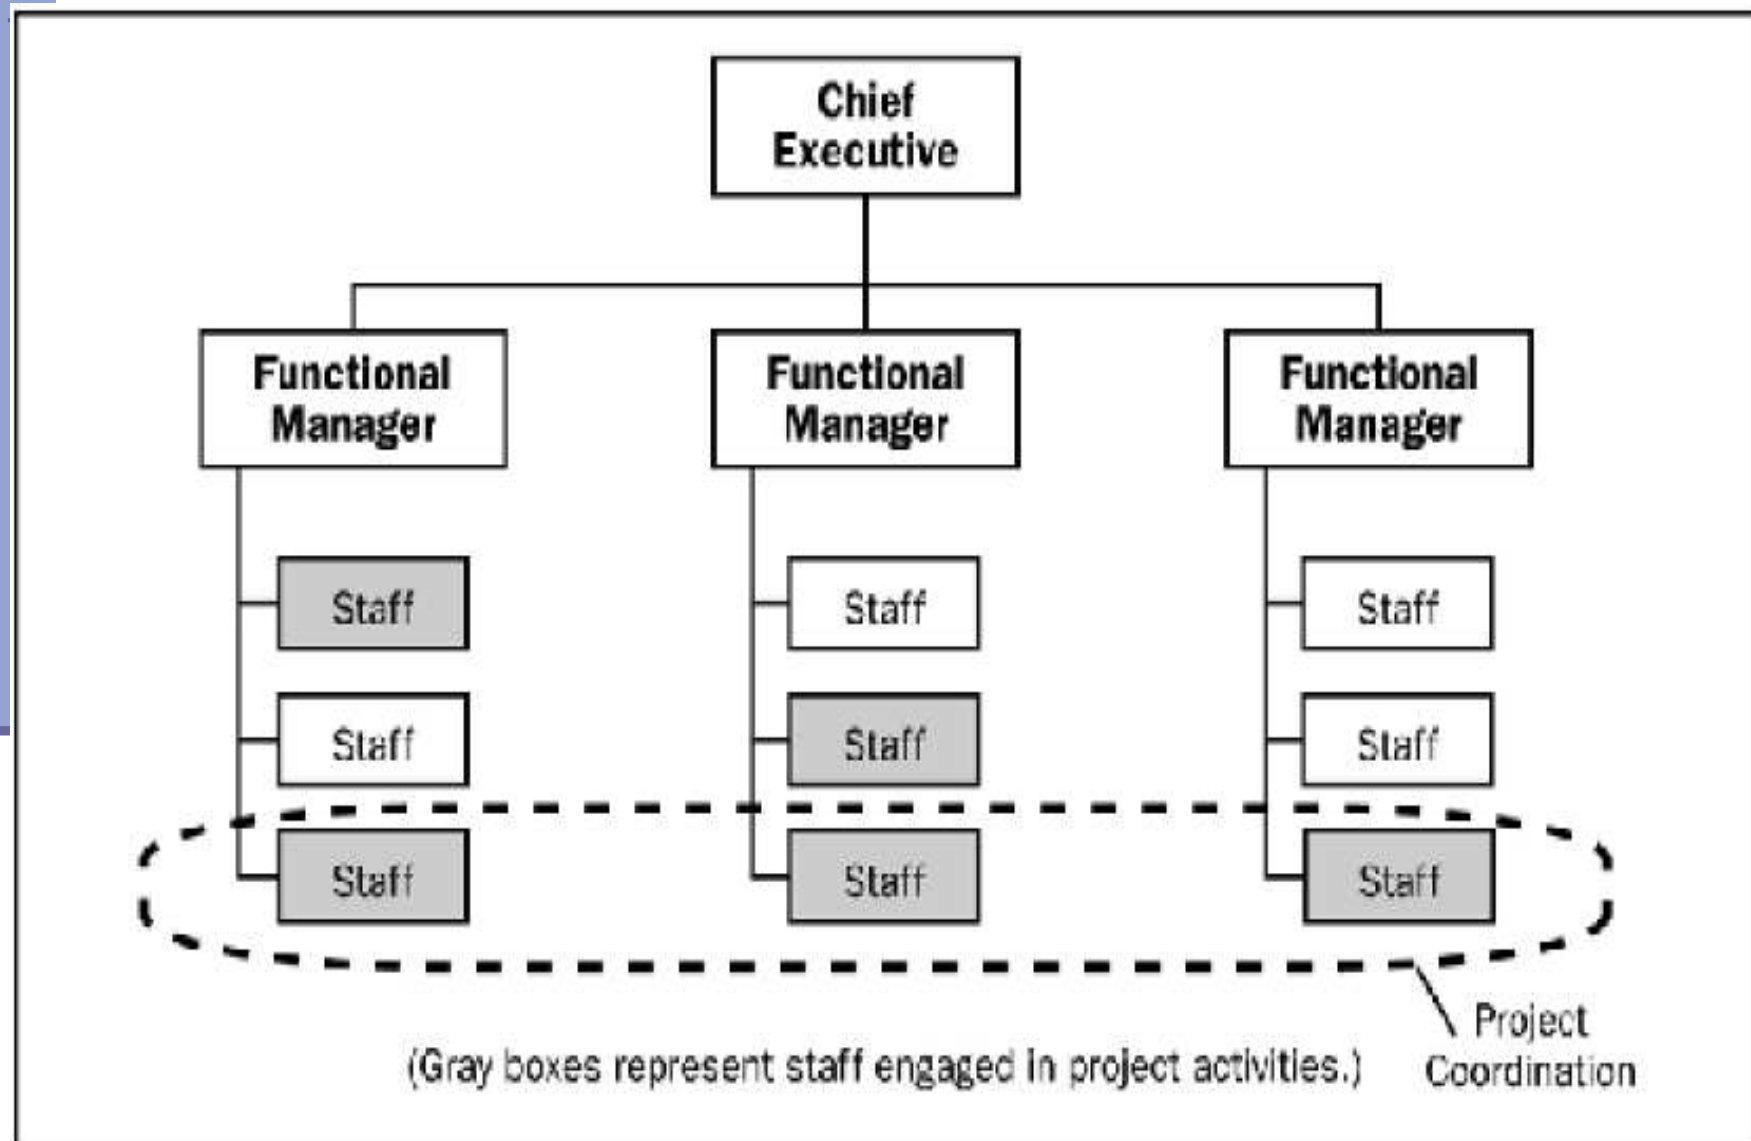 Chief
Executive
Functional
Manager
Functional
Manager
Functional
Manager
Staff
Staff
Staff
Staff
Staff
Staff
Staff
Staff
Staff
Project
Coordination
(Gray boxes represent staff engaged in project activities.)